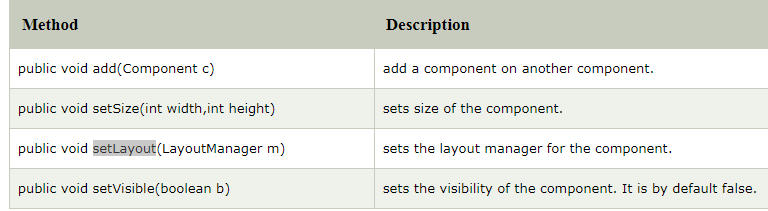 Method Description
public void add(Component c) add a component on another component.
public void setSize(int width,int height) sets size of the component.
public void setLayout(LayoutManager m) sets the layout manager for the component.
public void setVisible(boolean b) sets the visibility of the component. It is by default false.